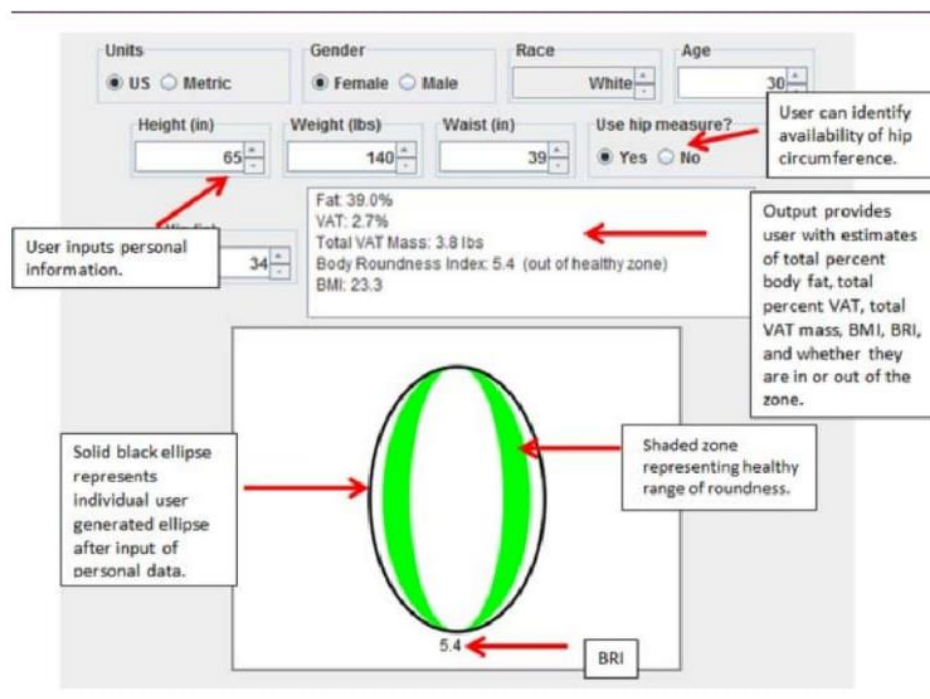 Units
US Metric
Gender
Female Male
Race
White
Age
30
Height (in)
65
Weight (lbs)
140
Waist (in)
39
Use hip measure?
Yes No
User can identify
availability of hip
circumference.
User inputs personal
information.
34
Fat: 39.0%
VAT: 2.7%
Total VAT Mass: 3.8 lbs
Body Roundness Index: 5.4 (out of healthy zone)
BMI: 23.3
Output provides
user with estimates
of total percent
body fat, total
percent VAT, total
VAT mass, BMI, BRI,
and whether they
are in or out of the
zone.
Solid black ellipse
represents
individual user
generated ellipse
after input of
personal data.
Shaded zone
representing healthy
range of roundness.
5.4
BRI